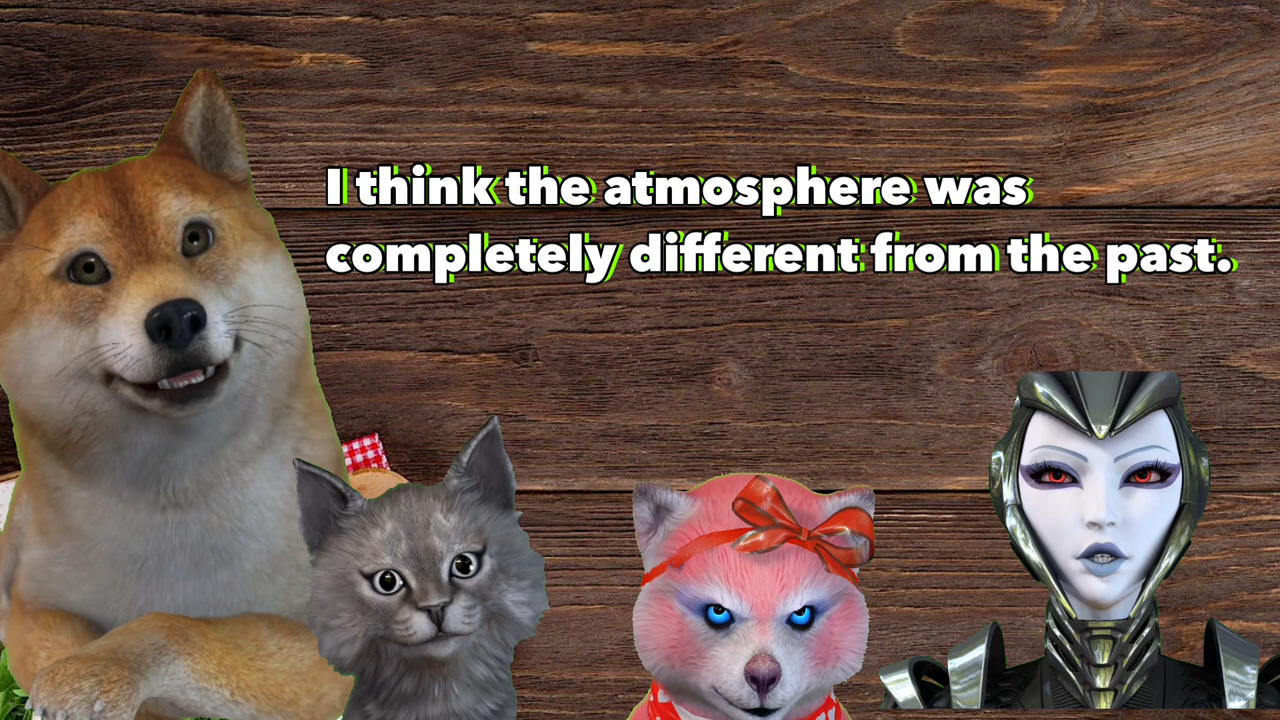 I think the atmosphere was
completely different from the past.